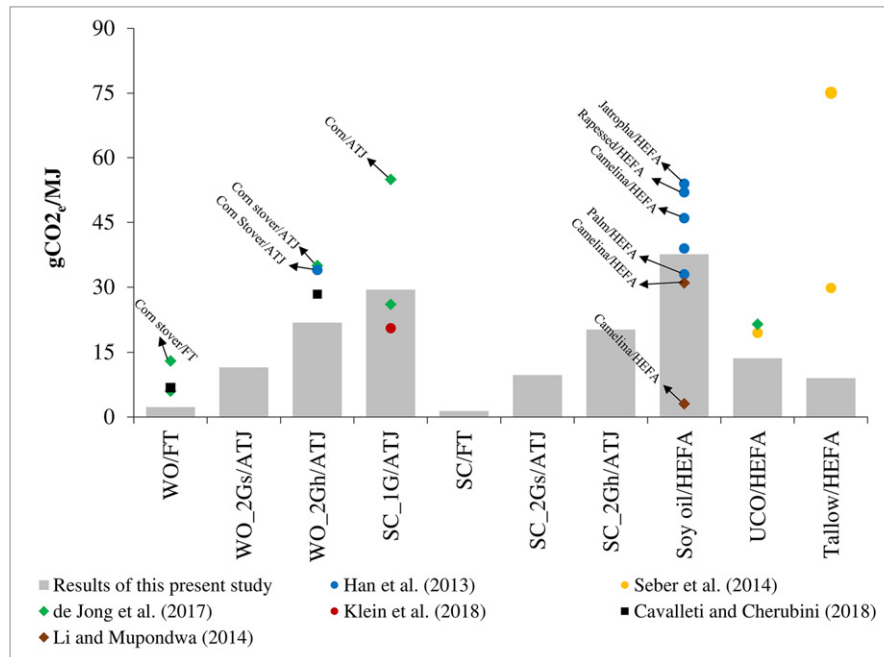 90
75
60
45
30
15
0
gCO2e/MJ
Corn stover/FT
Corn stover/ATJ
Corn Stover/ATJ
Corn/ATJ
Jatropha/HEFA
Rapessed/HEFA
Camelina/HEFA
Palm/HEFA
Camelina/HEFA
Camelina/HEFA
WO/FT
WO_2Gs/ATJ
WO_2Gh/ATJ
SC_1G/ATJ
SC/FT
SC_2Gs/ATJ
SC_2Gh/ATJ
Soy oil/HEFA
UCO/HEFA
Tallow/HEFA
Results of this present study
Han et al. (2013)
Seber et al. (2014)
de Jong et al. (2017)
Klein et al. (2018)
Cavalleti and Cherubini (2018)
Li and Mupondwa (2014)